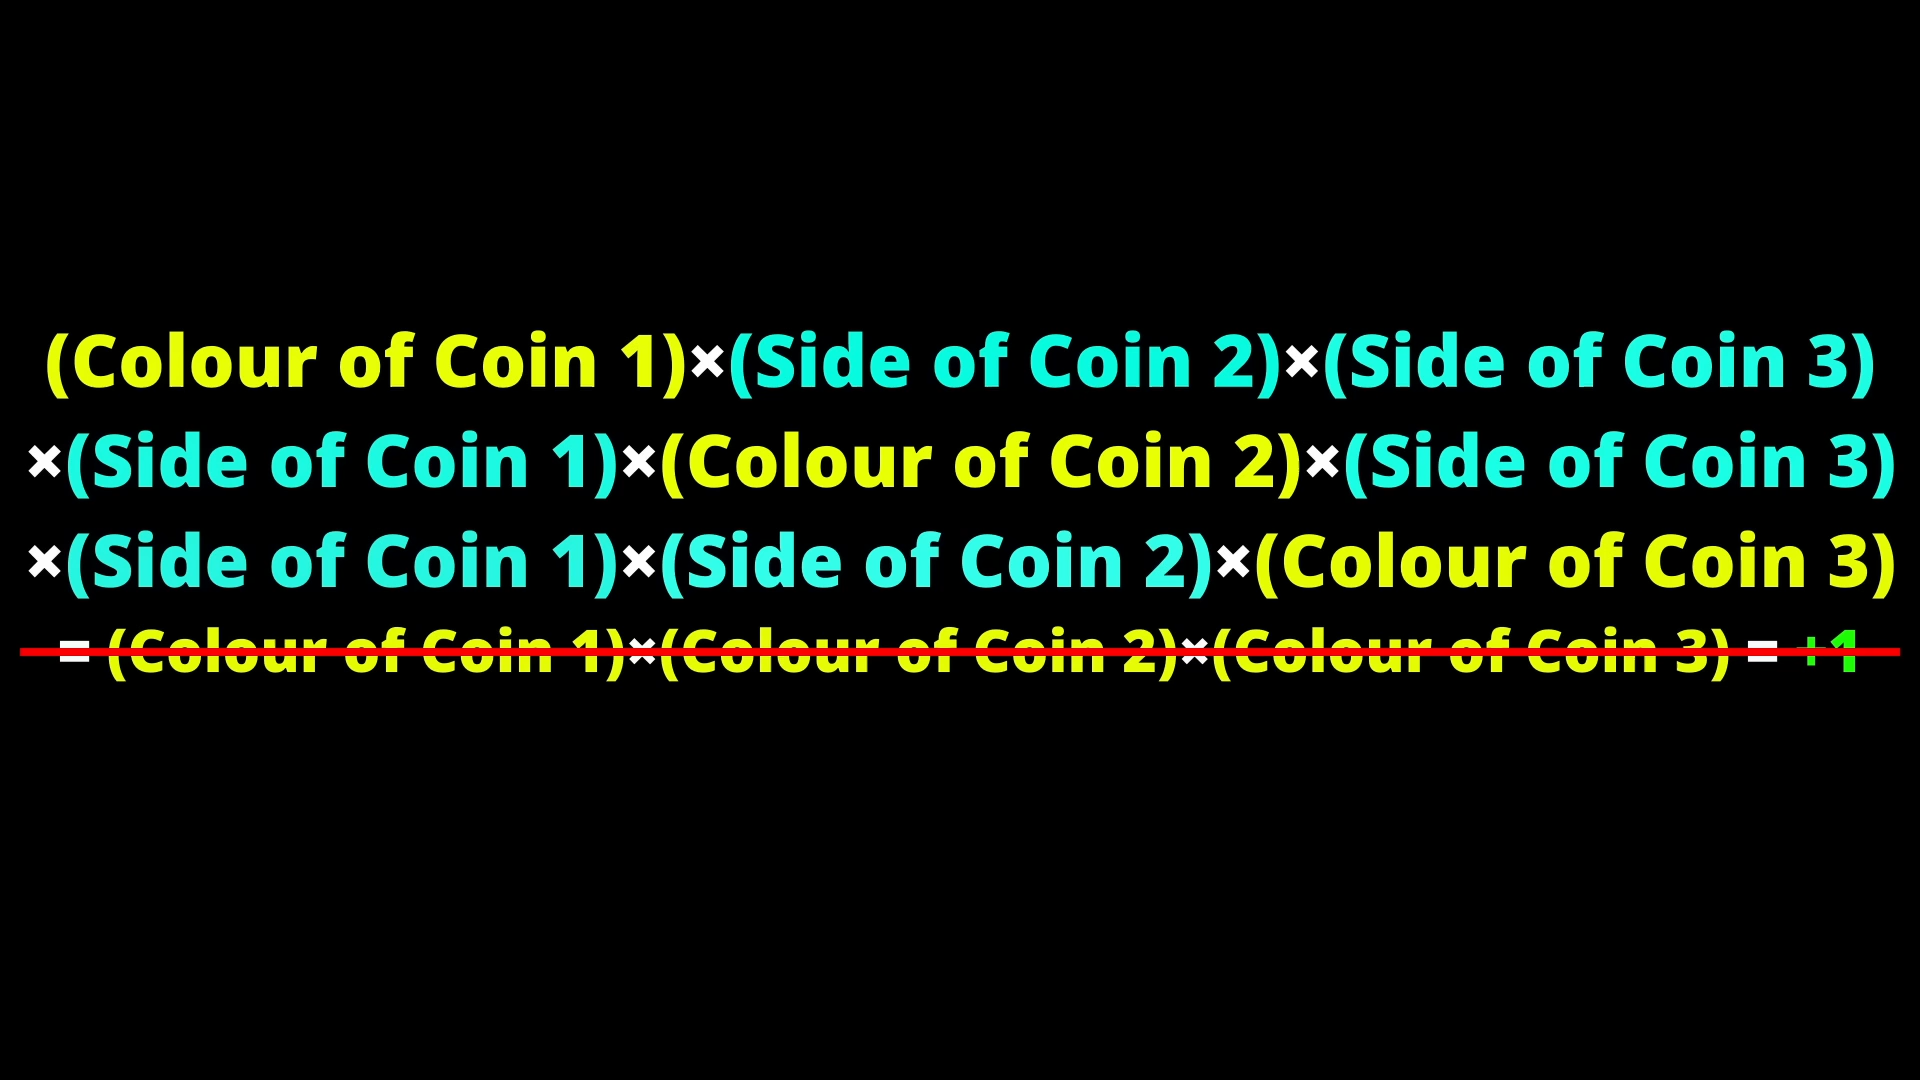 (Colour of Coin 1)×(Side of Coin 2)×(Side of Coin 3)
×(Side of Coin 1)×(Colour of Coin 2)×(Side of Coin 3)
×(Side of Coin 1)×(Side of Coin 2)×(Colour of Coin 3)
= (Colour of Coin 1)×(Colour of Coin 2)×(Colour of Coin 3) = +1